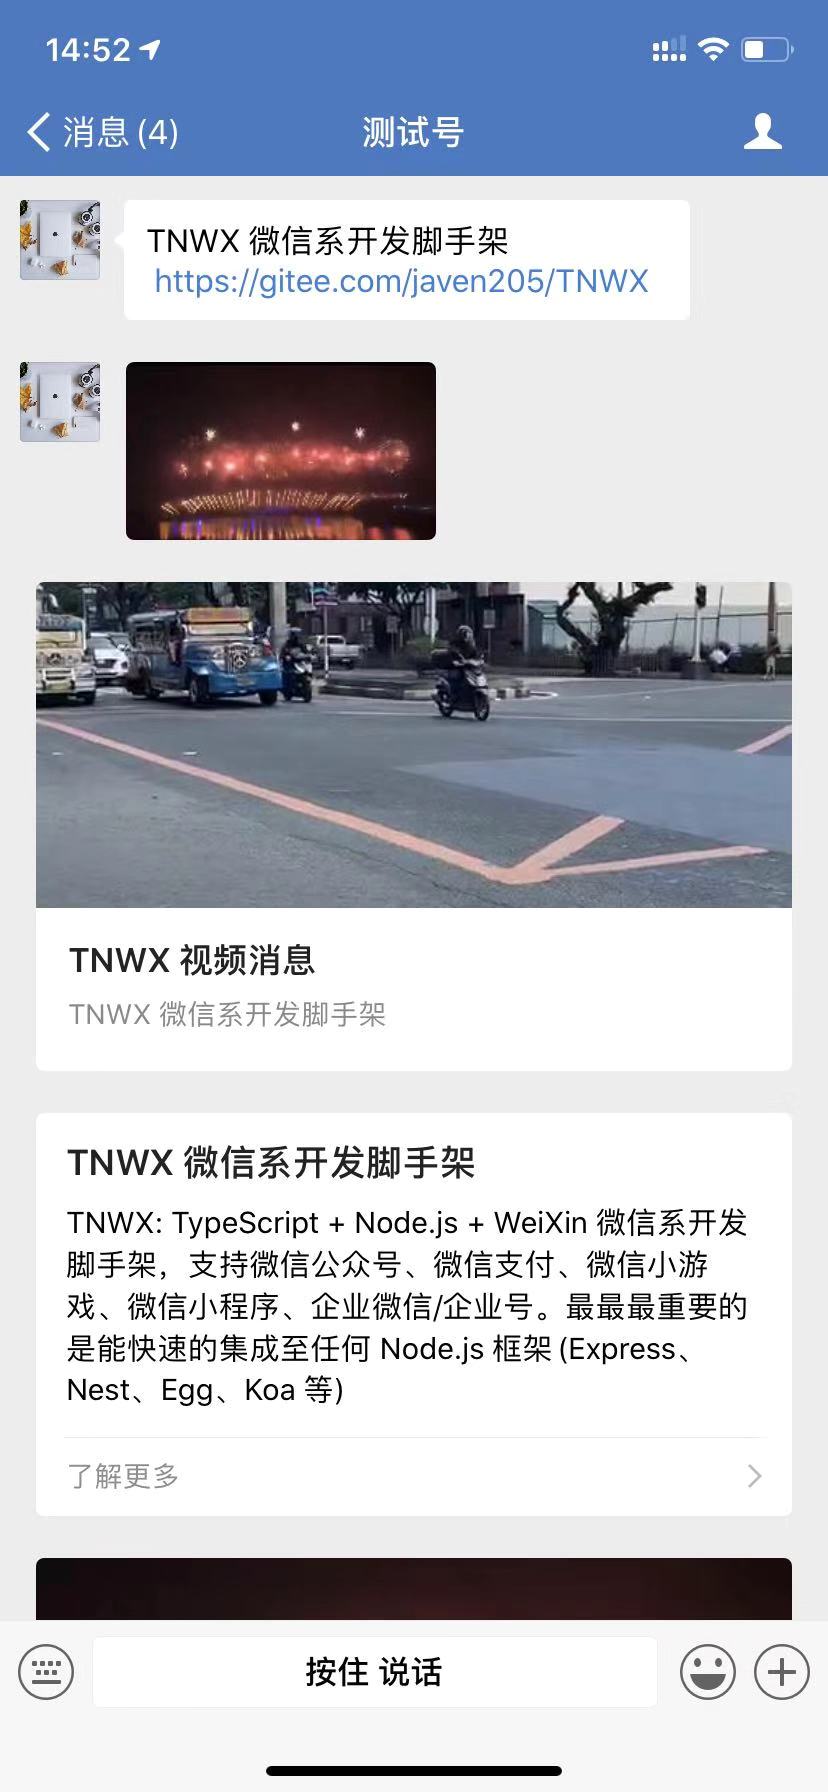 14:52
消息 (4)
测试号
TNWX 微信系开发脚手架
https://gitee.com/javen205/TNWX
TNWX 视频消息
TNWX 微信系开发脚手架
TNWX 微信系开发脚手架
TNWX: TypeScript + Node.js + WeiXin 微信系开发
脚手架，支持微信公众号、微信支付、微信小游
戏、微信小程序、企业微信/企业号。最最最重要的
是能快速的集成至任何 Node.js 框架(Express、
Nest、Egg、Koa 等)
了解更多
按住 说话